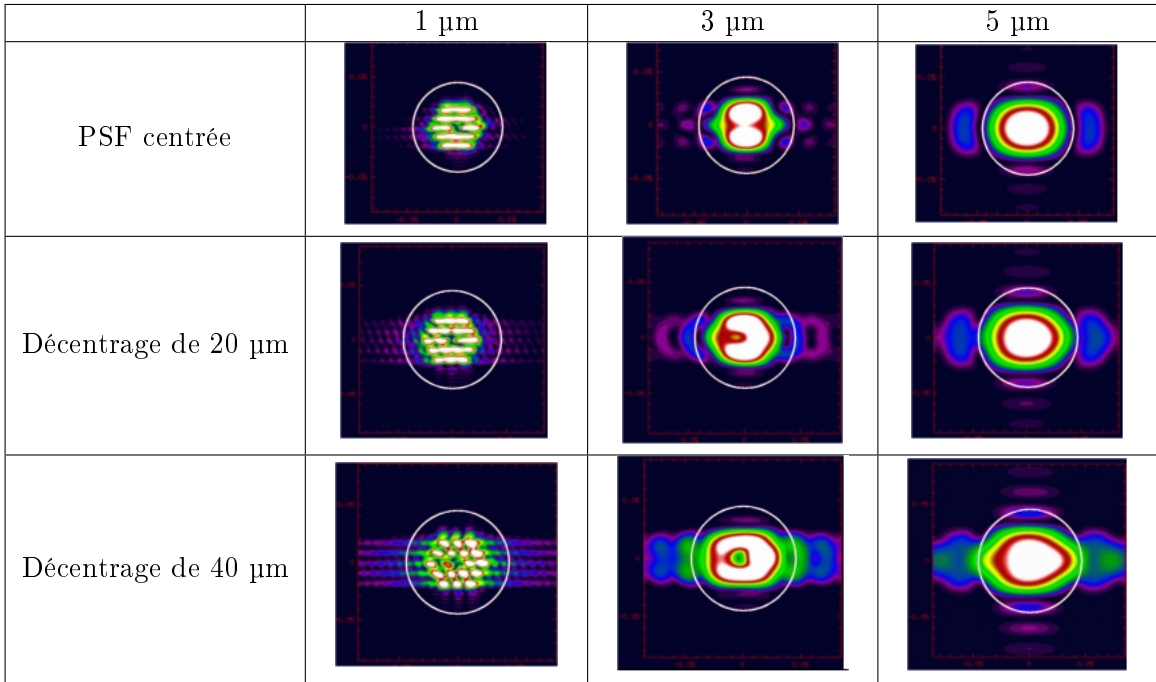 1 µm 3 µm 5 µm
PSF centrée
Décentrage de 20 µm
Décentrage de 40 µm